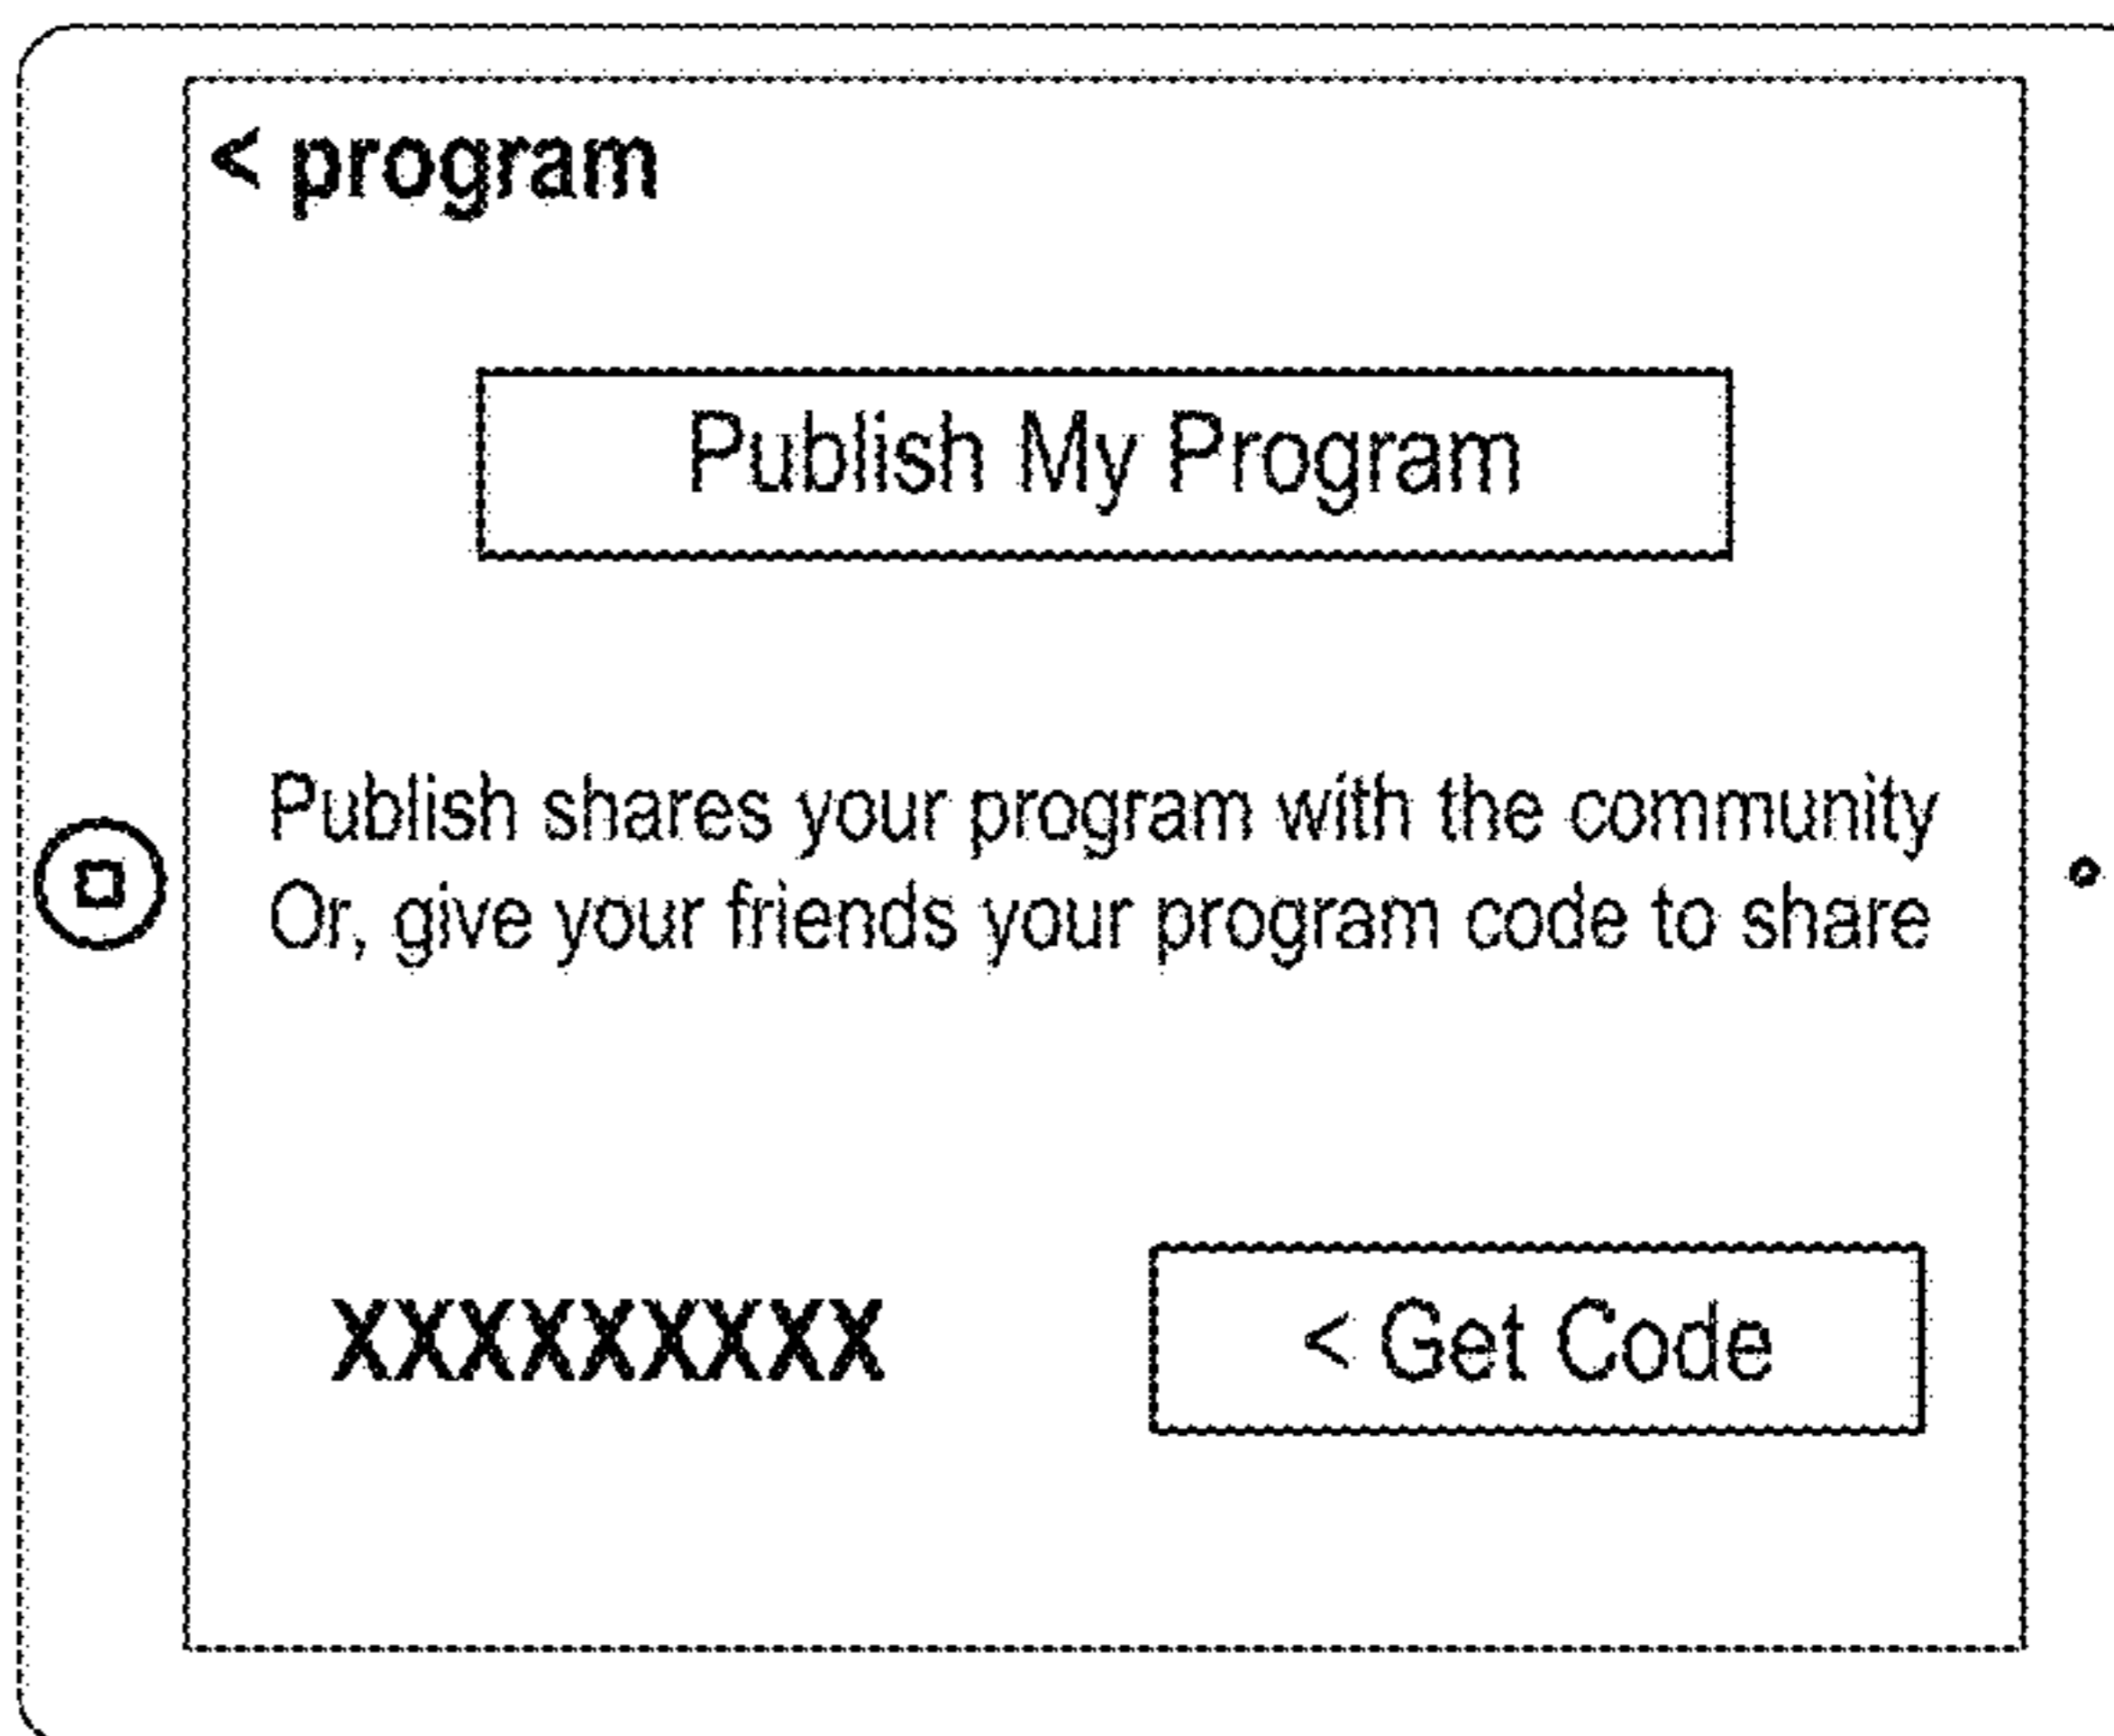 < program
Publish My Program
Publish shares your program with the community
Or, give your friends your program code to share
XXXXXXXXX
< Get Code